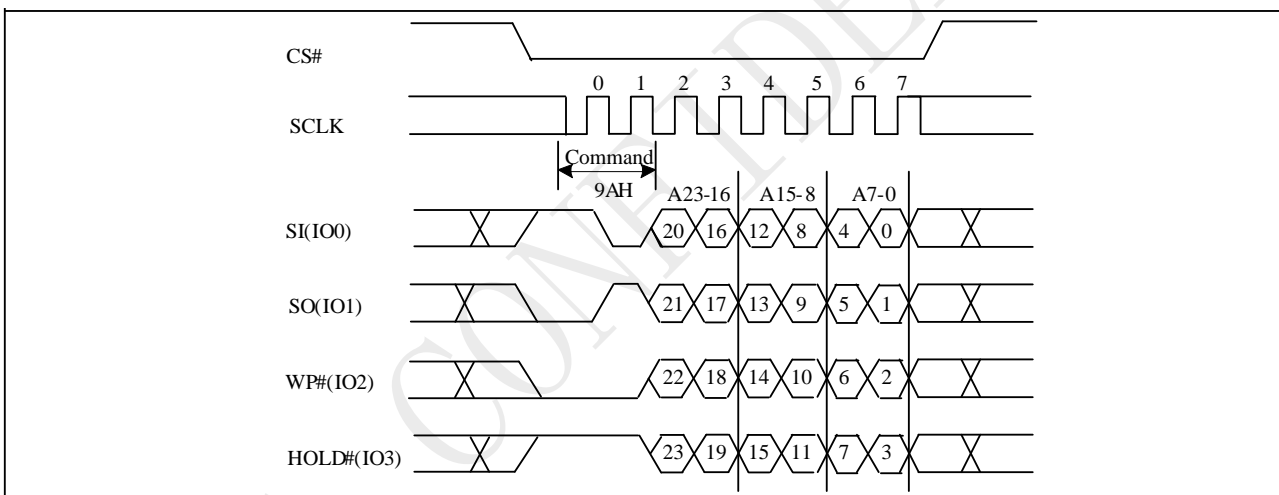 CS#
0 1 2 3 4 5 6 7
SCLK
Command
9AH
A23-16 A15-8 A7-0
SI(IO0) 20 16 12 8 4 0
SO(IO1) 21 17 13 9 5 1
WP#(IO2) 22 18 14 10 6 2
HOLD#(IO3) 23 19 15 11 7 3